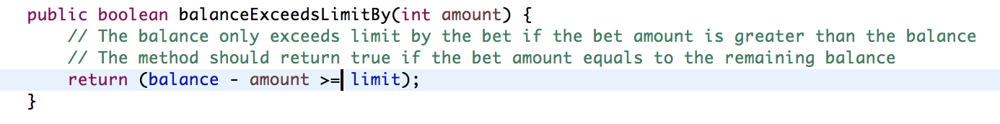 public boolean balanceExceedsLimitBy(int amount) {
// The balance only exceeds limit by the bet if the bet amount is greater than the balance
// The method should return true if the bet amount equals to the remaining balance
return (balance - amount >= limit);
}